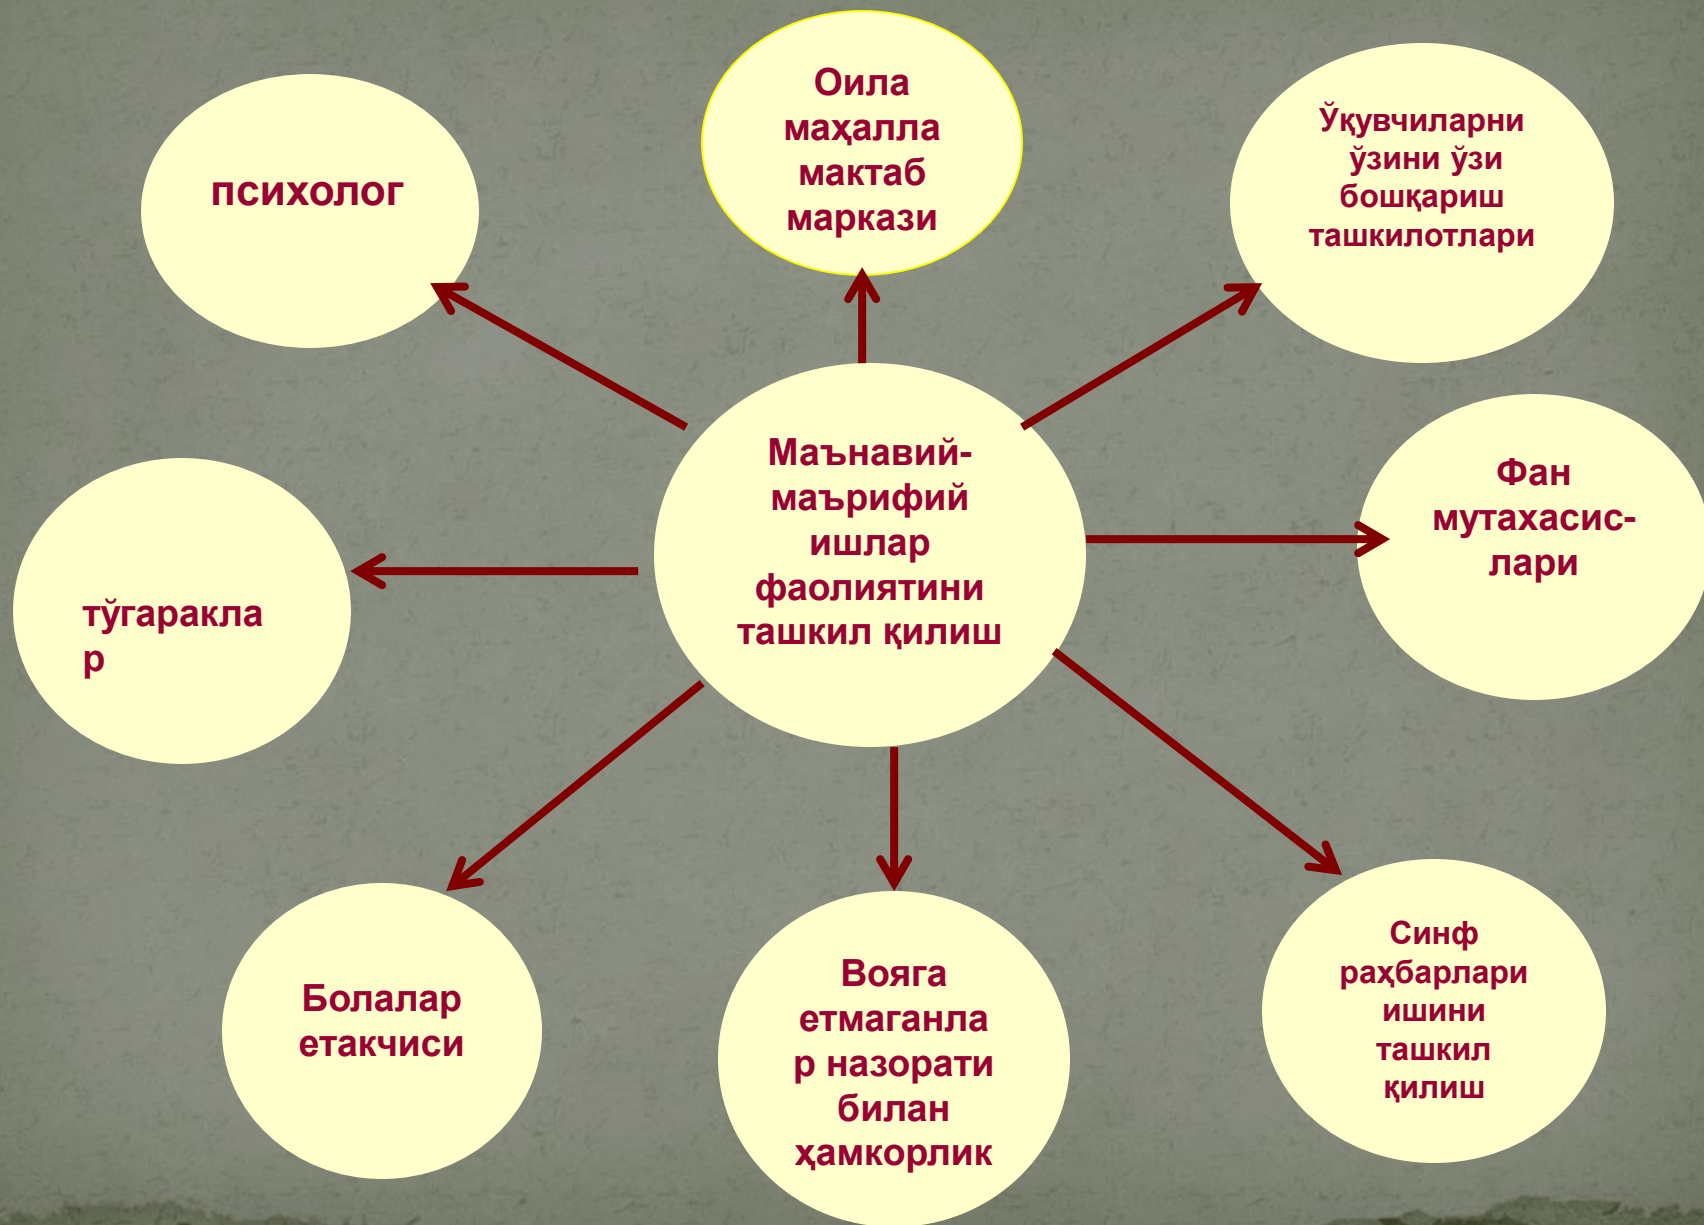 Оила
маҳалла
мактаб
маркази
психолог
Ўқувчиларни
ўзини ўзи
бошқариш
ташкилотлари
Маънавий-
маърифий
ишлар
фаолиятини
ташкил қилиш
Фан
мутахасис-
лари
тўгаракла
р
Болалар
етакчиси
Вояга
етмаганла
р назорати
билан
ҳамкорлик
Синф
раҳбарлари
ишини
ташкил
қилиш